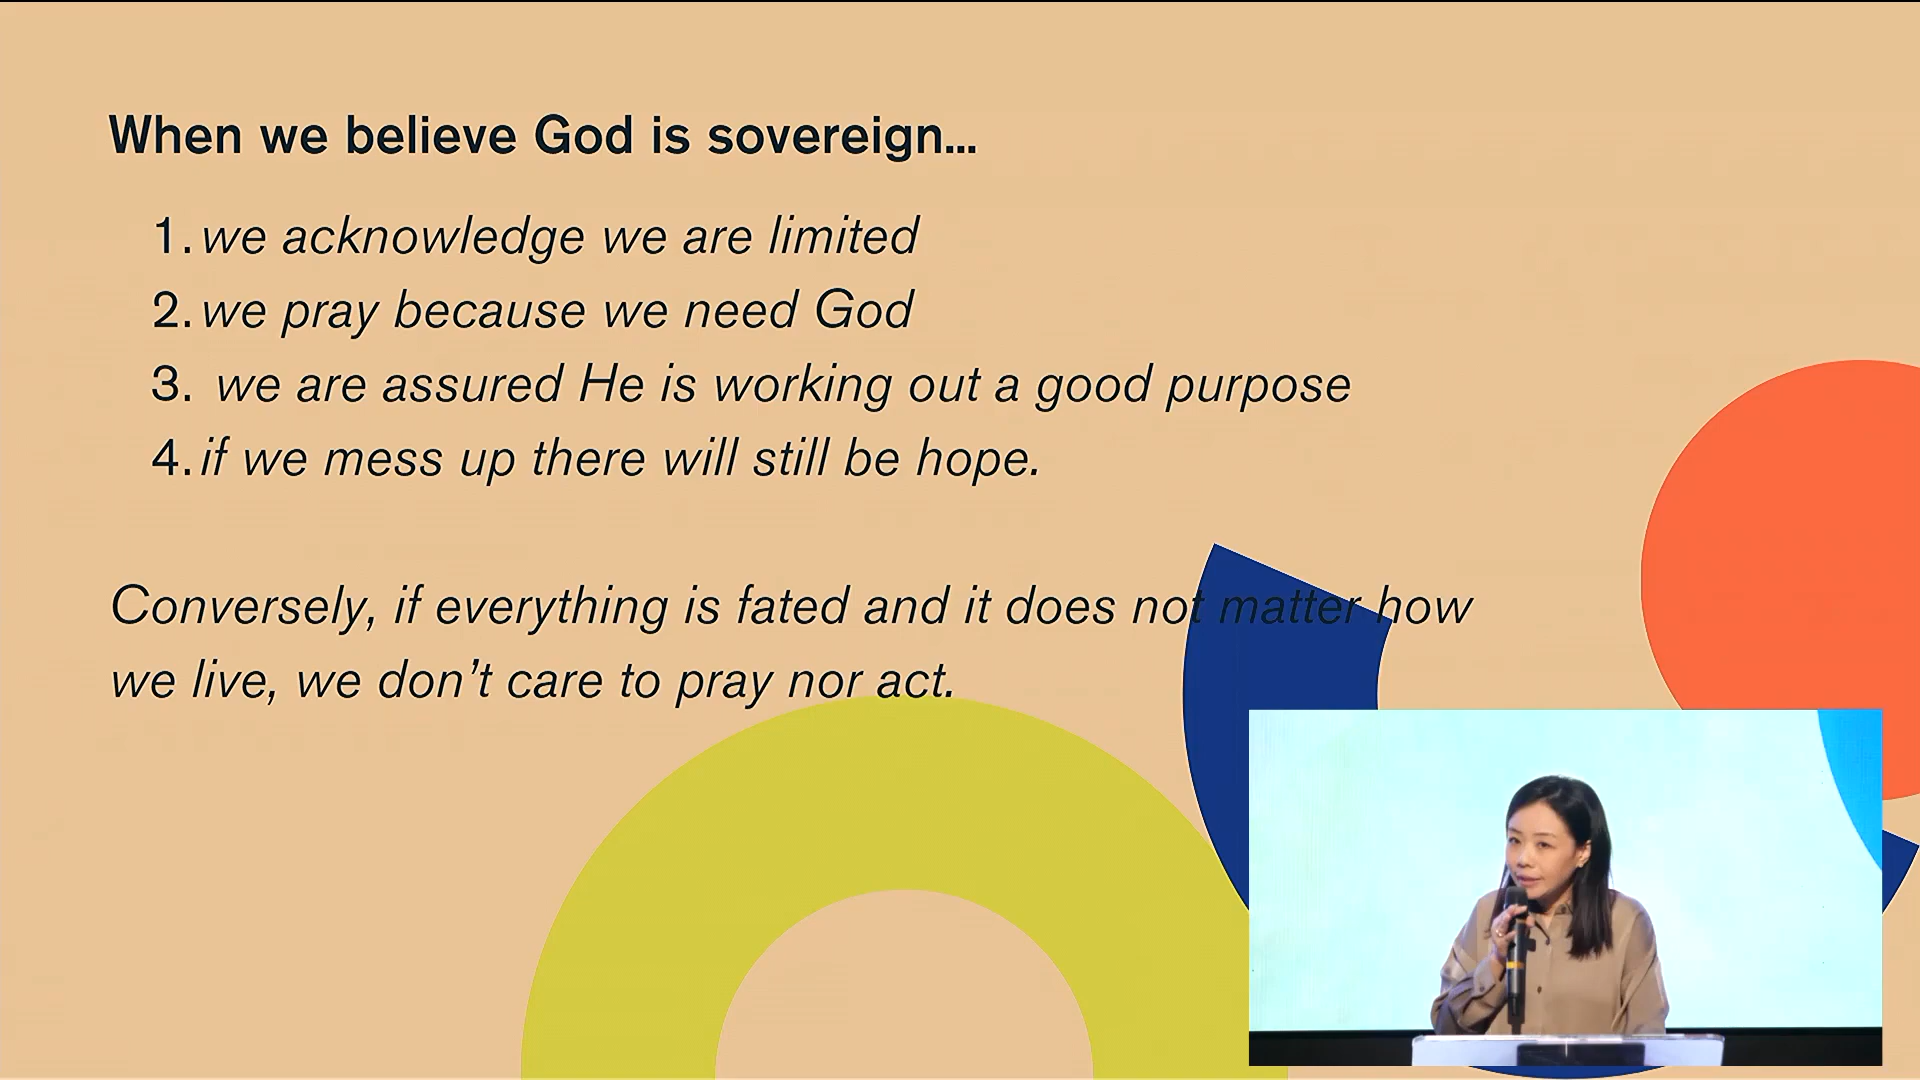 When we believe God is sovereign...
1. we acknowledge we are limited
2. we pray because we need God
3. we are assured He is working out a good purpose
4. if we mess up there will still be hope.
Conversely, if everything is fated and it does not matter how
we live, we don't care to pray nor act.